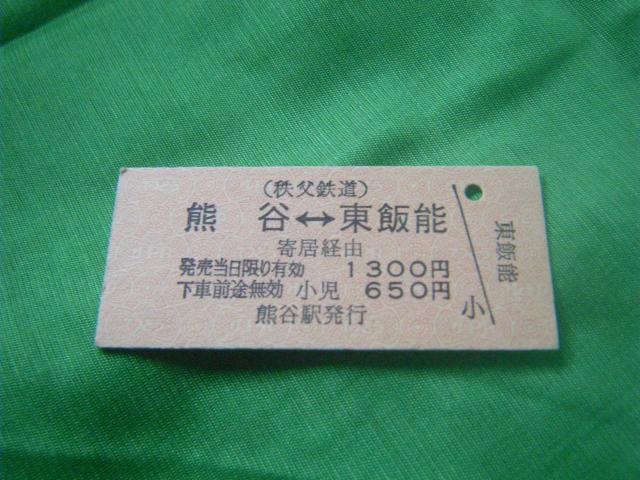 (秩父鉄道)
熊 谷↔東飯能
寄居経由
発売当日限り有効 1300円
下車前途無効 小児 650円
熊谷駅発行
小
東飯能